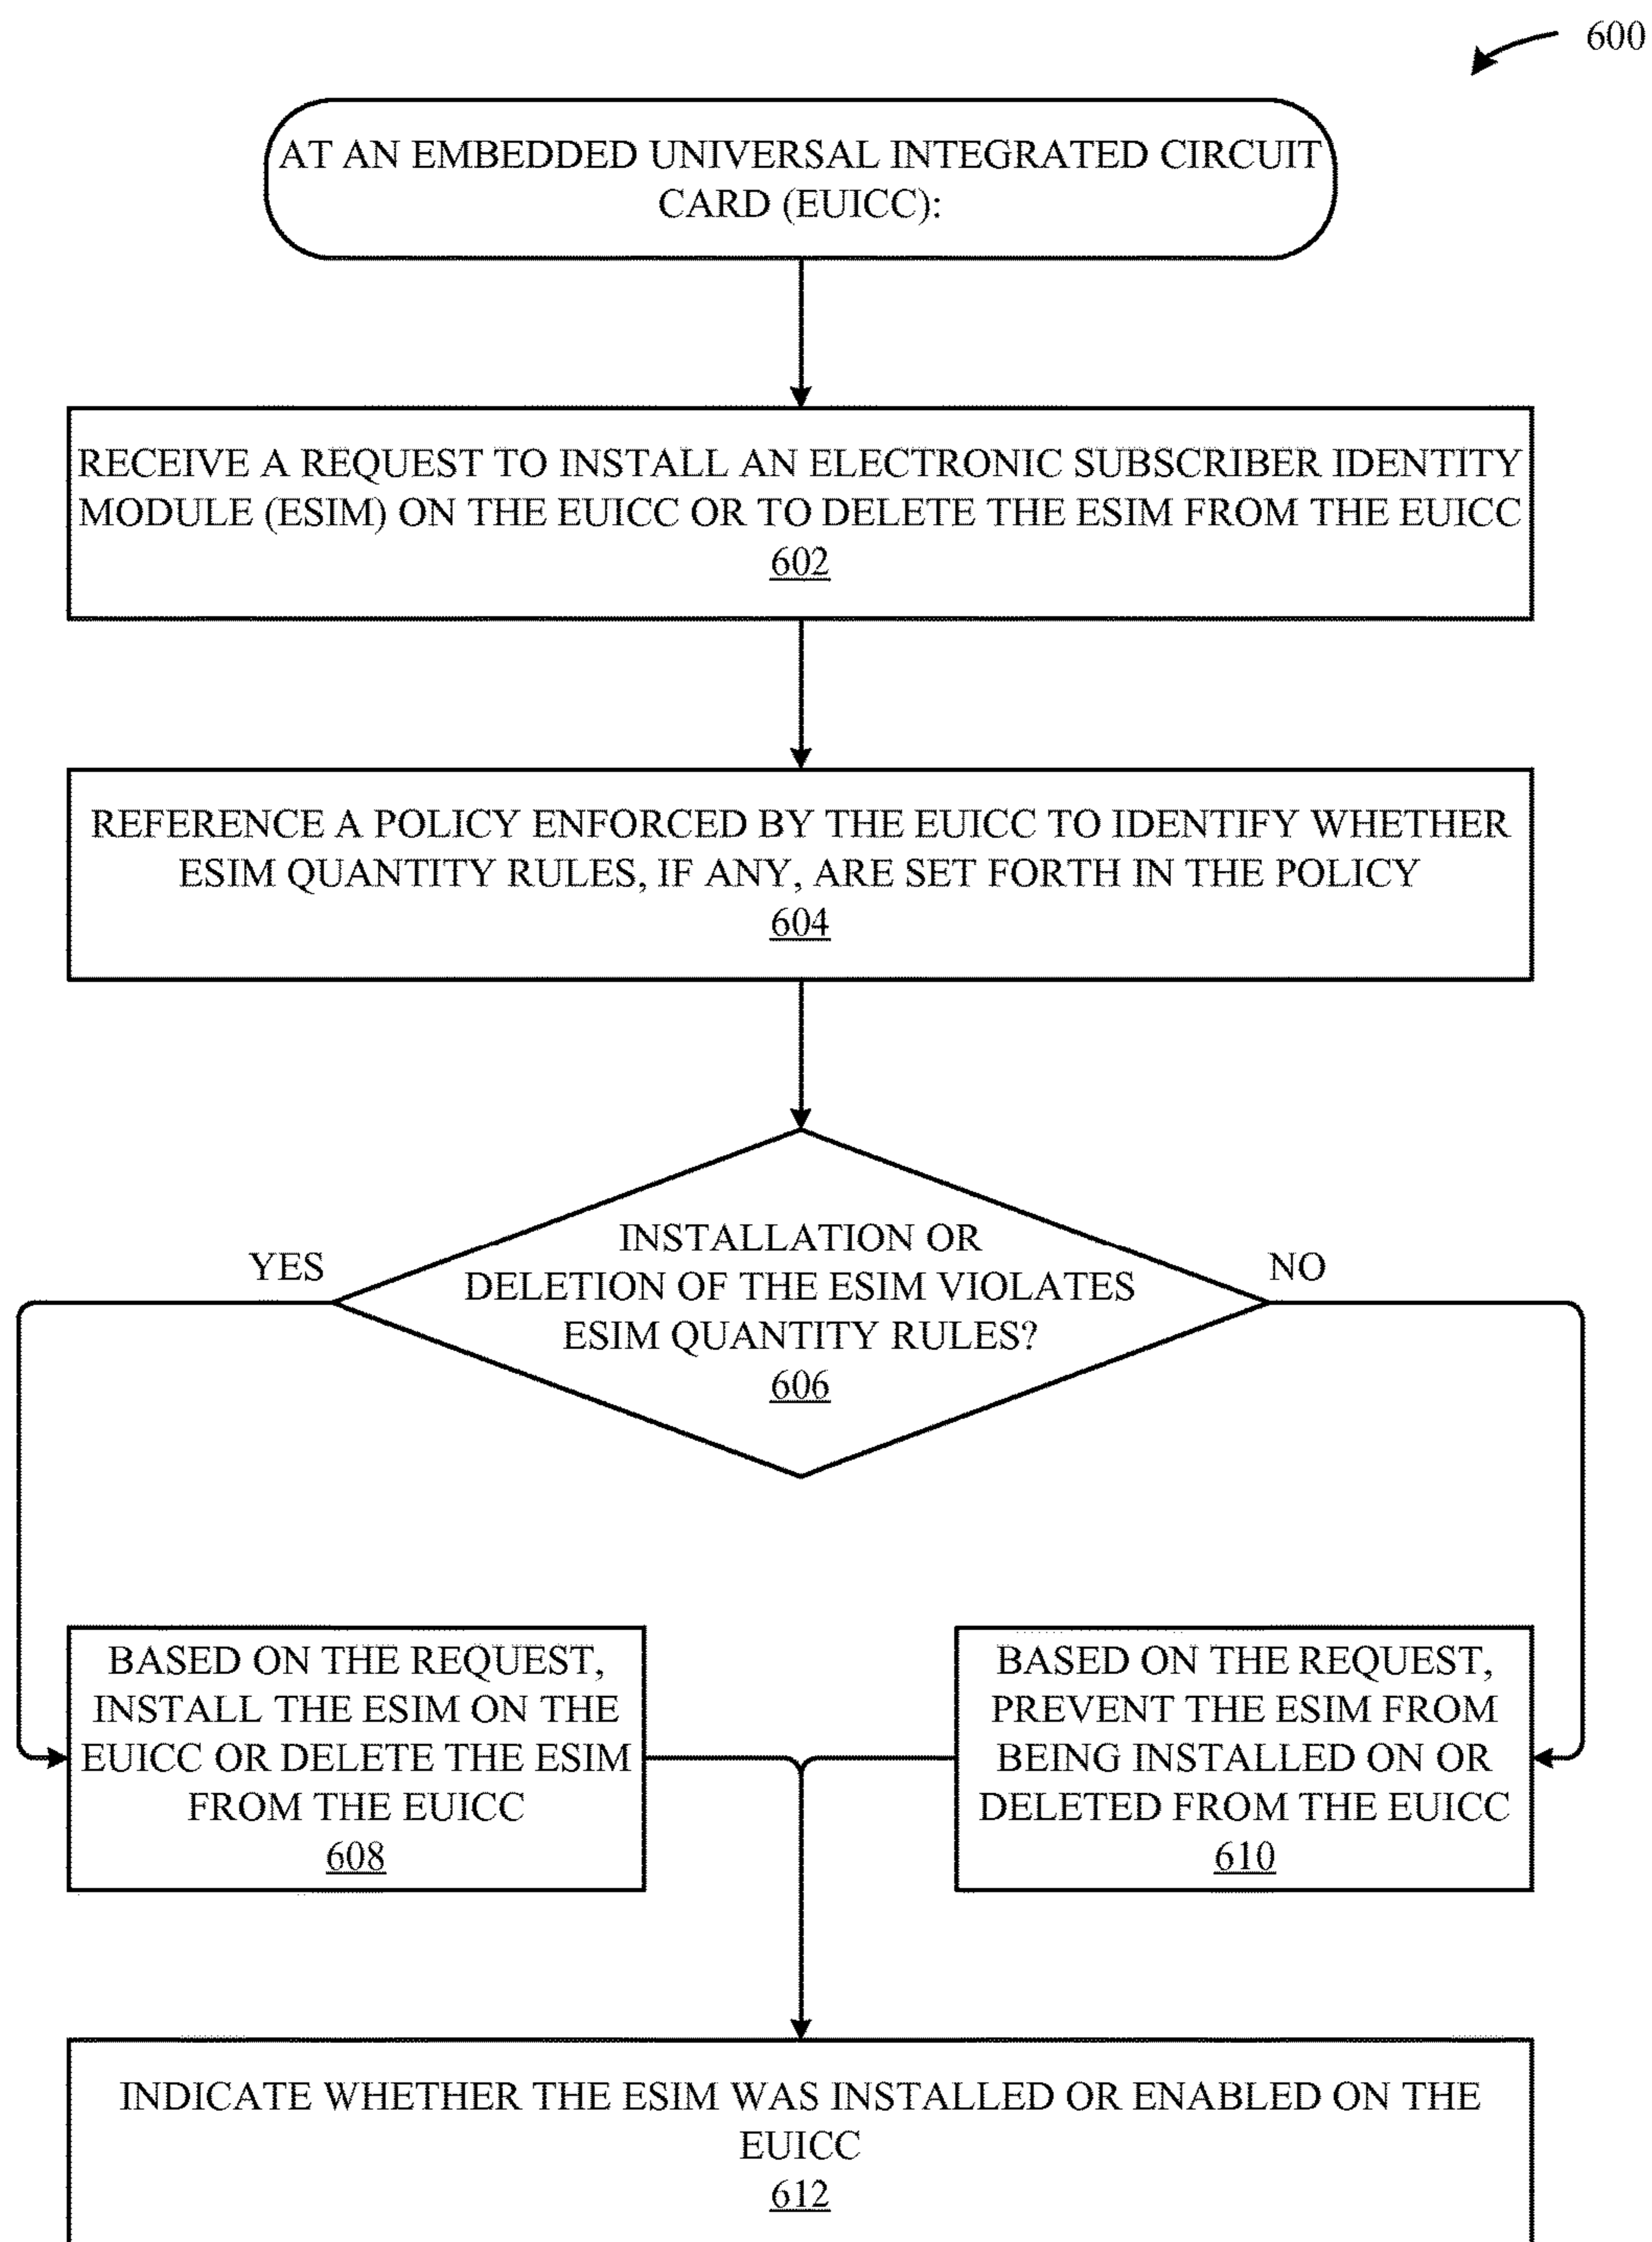 600
AT AN EMBEDDED UNIVERSAL INTEGRATED CIRCUIT
CARD (EUICC):
RECEIVE A REQUEST TO INSTALL AN ELECTRONIC SUBSCRIBER IDENTITY
MODULE (ESIM) ON THE EUICC OR TO DELETE THE ESIM FROM THE EUICC
602
REFERENCE A POLICY ENFORCED BY THE EUICC TO IDENTIFY WHETHER
ESIM QUANTITY RULES, IF ANY, ARE SET FORTH IN THE POLICY
604
INSTALLATION OR
DELETION OF THE ESIM VIOLATES
ESIM QUANTITY RULES?
606
YES
NO
BASED ON THE REQUEST,
INSTALL THE ESIM ON THE
EUICC OR DELETE THE ESIM
FROM THE EUICC
608
BASED ON THE REQUEST,
PREVENT THE ESIM FROM
BEING INSTALLED ON OR
DELETED FROM THE EUICC
610
INDICATE WHETHER THE ESIM WAS INSTALLED OR ENABLED ON THE
EUICC
612